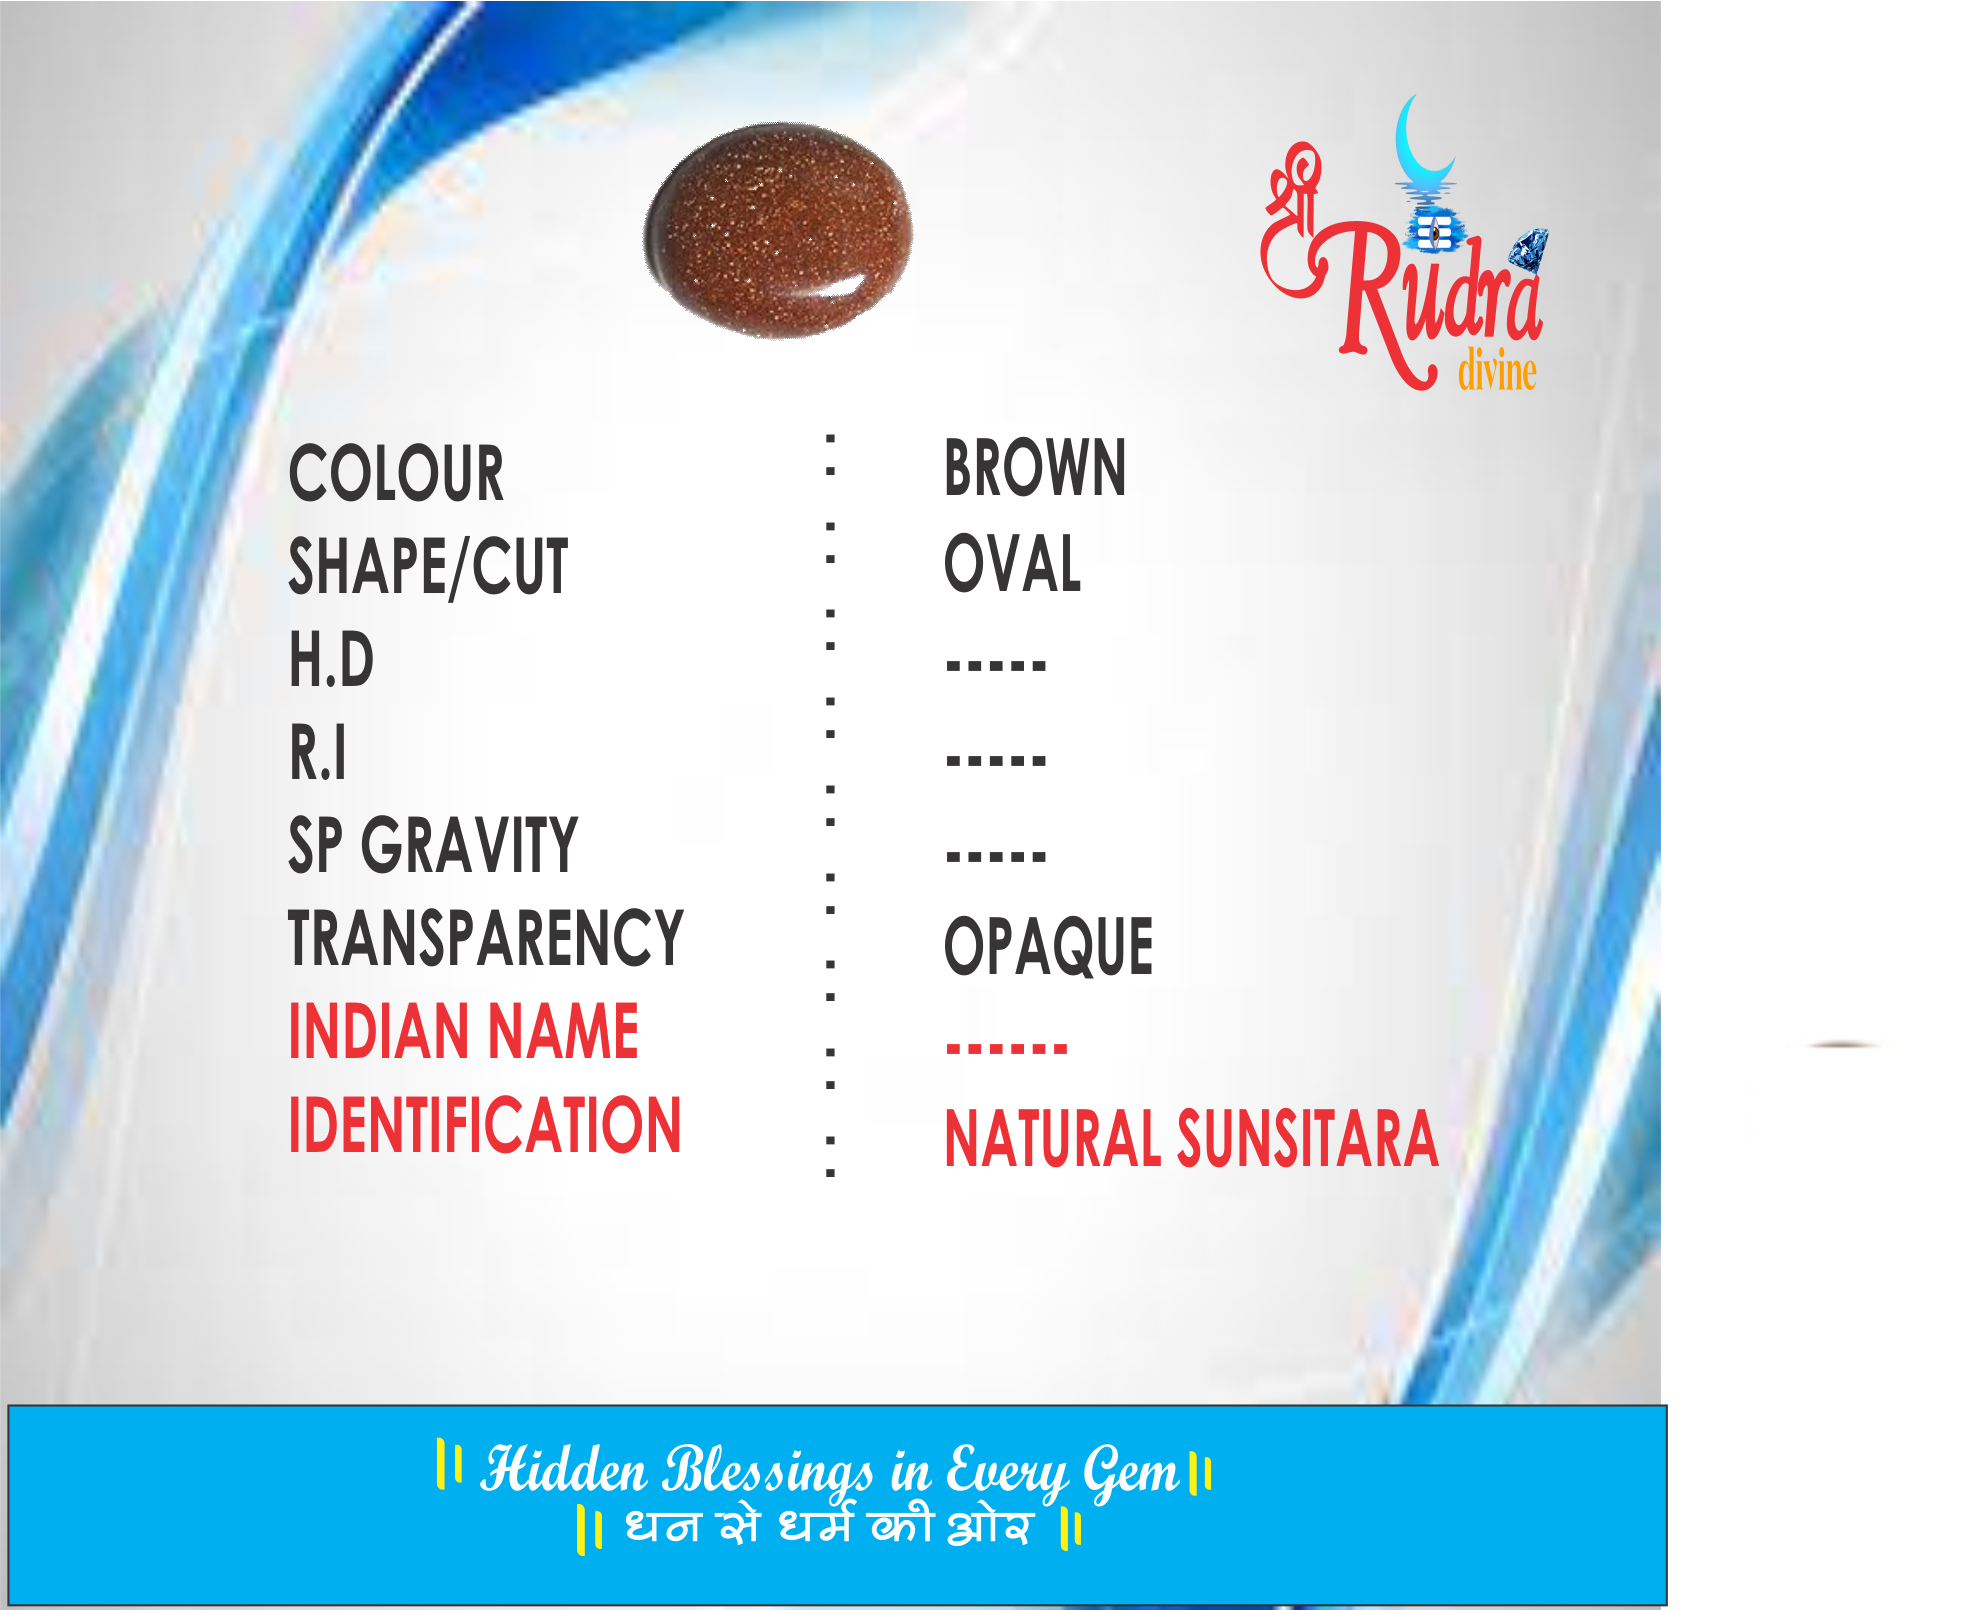 श्री Rudra
divine
COLOUR : BROWN
SHAPE/CUT : OVAL
H.D : -----
R.I : -----
SP GRAVITY : -----
TRANSPARENCY : OPAQUE
INDIAN NAME : ------
IDENTIFICATION : NATURAL SUNSITARA
|| Hidden Blessings in Every Gem ||
|| धन से धर्म की ओर ||